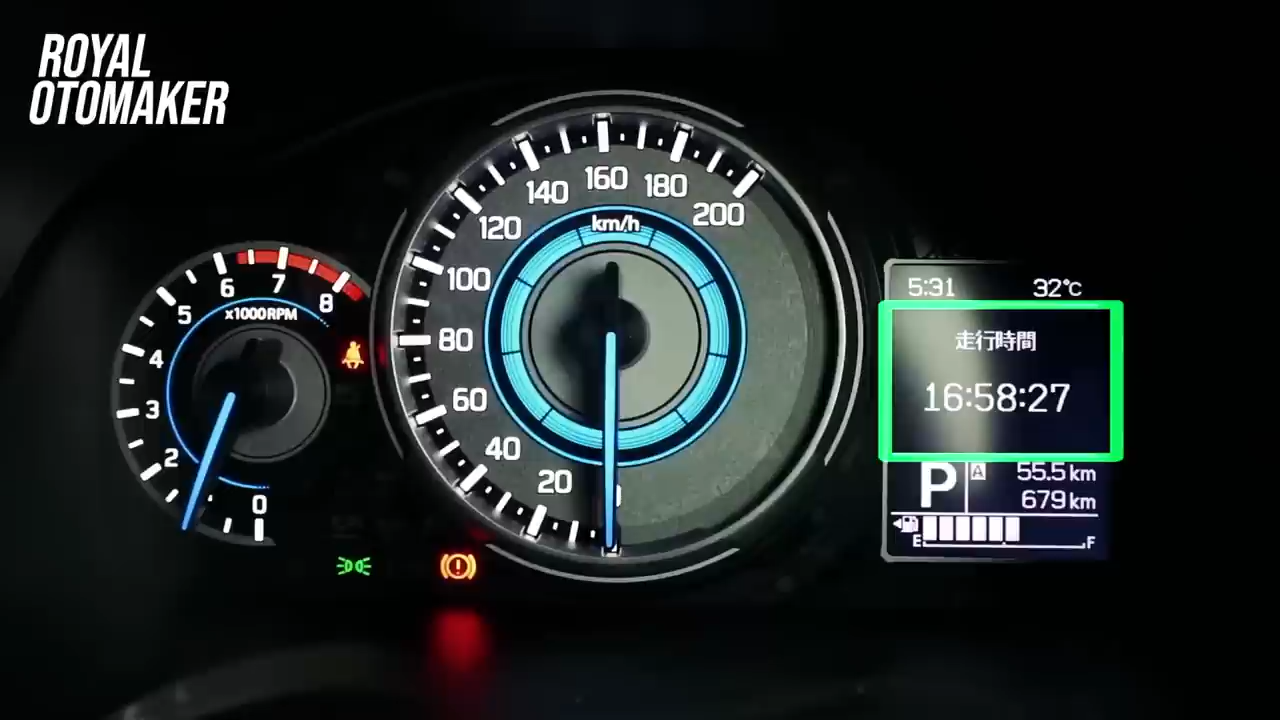 ROYAL
OTOMAKER
8
7
6
5
4
3
2
0
x1000RPM
200
180
160
140
120
100
80
60
40
20
km/h
5:31 32℃
走行時間
16:58:27
P A 55.5 km
679 km
E F